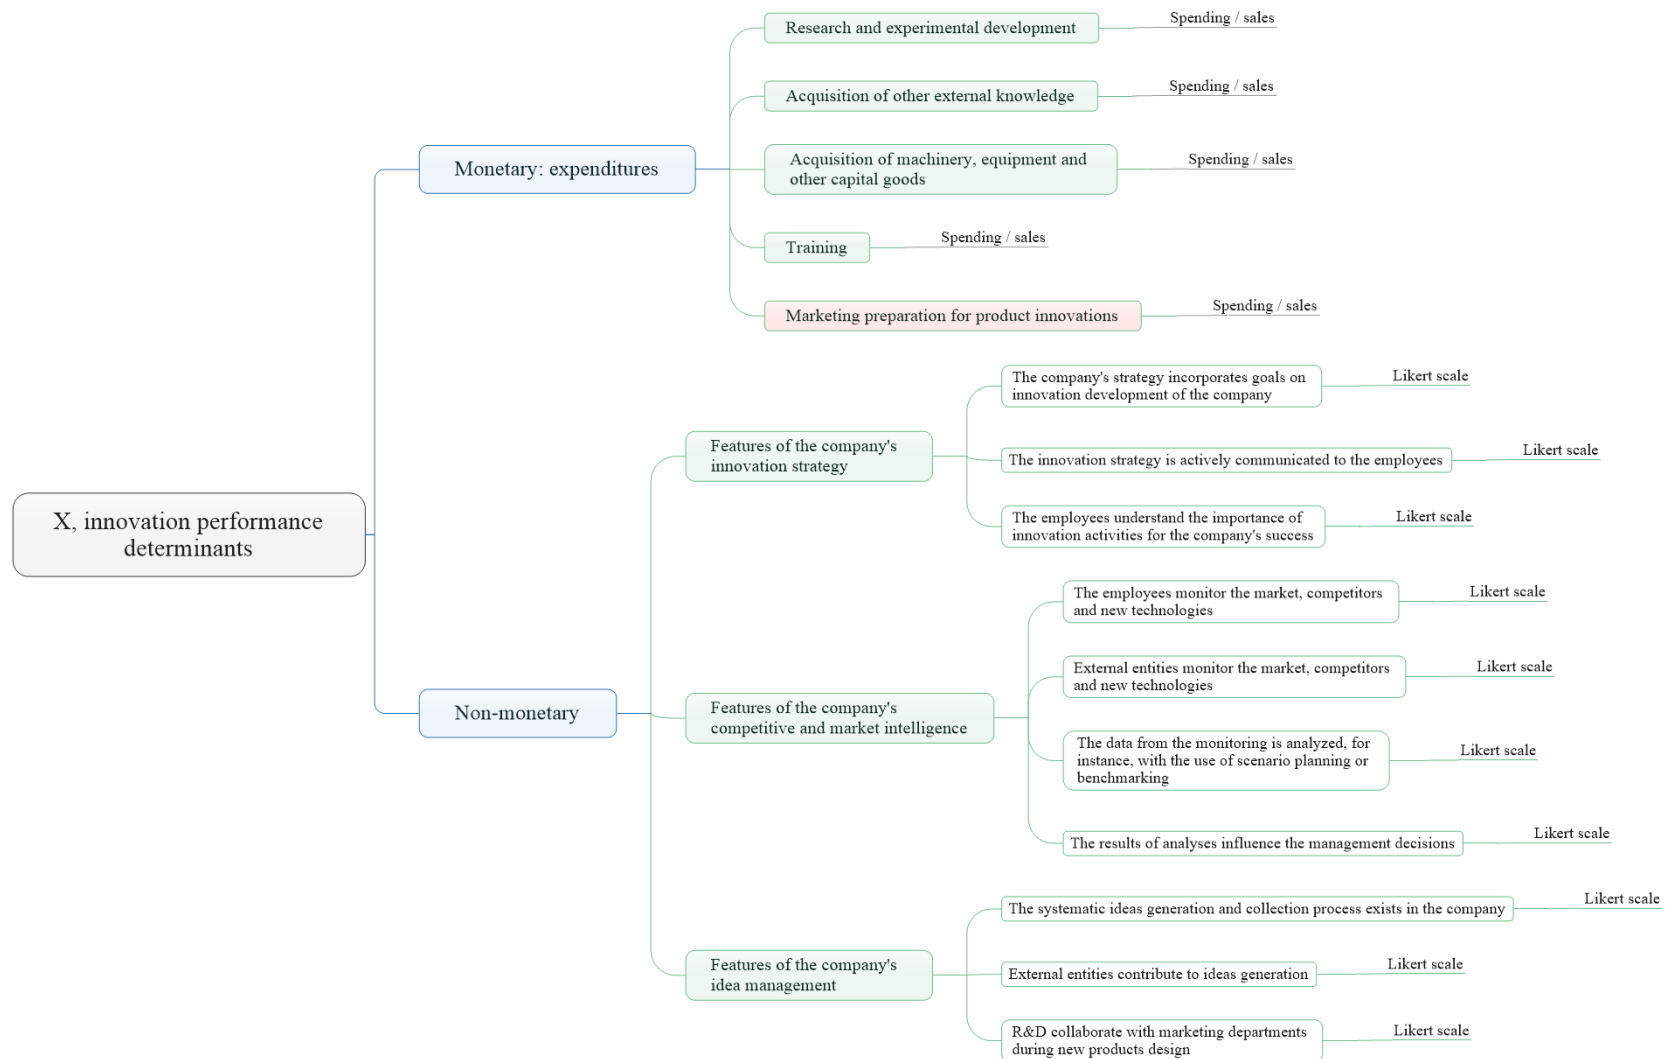 X, innovation performance
determinants
Monetary: expenditures
Research and experimental development
Spending / sales
Acquisition of other external knowledge
Spending / sales
Acquisition of machinery, equipment and
other capital goods
Spending / sales
Training
Spending / sales
Marketing preparation for product innovations
Spending / sales
Non-monetary
Features of the company's
innovation strategy
The company's strategy incorporates goals on
innovation development of the company
Likert scale
The innovation strategy is actively communicated to the employees
Likert scale
The employees understand the importance of
innovation activities for the company's success
Likert scale
Features of the company's
competitive and market intelligence
The employees monitor the market, competitors
and new technologies
Likert scale
External entities monitor the market, competitors
and new technologies
Likert scale
The data from the monitoring is analyzed, for
instance, with the use of scenario planning or
benchmarking
Likert scale
The results of analyses influence the management decisions
Likert scale
Features of the company's
idea management
The systematic ideas generation and collection process exists in the company
Likert scale
External entities contribute to ideas generation
Likert scale
R&D collaborate with marketing departments
during new products design
Likert scale